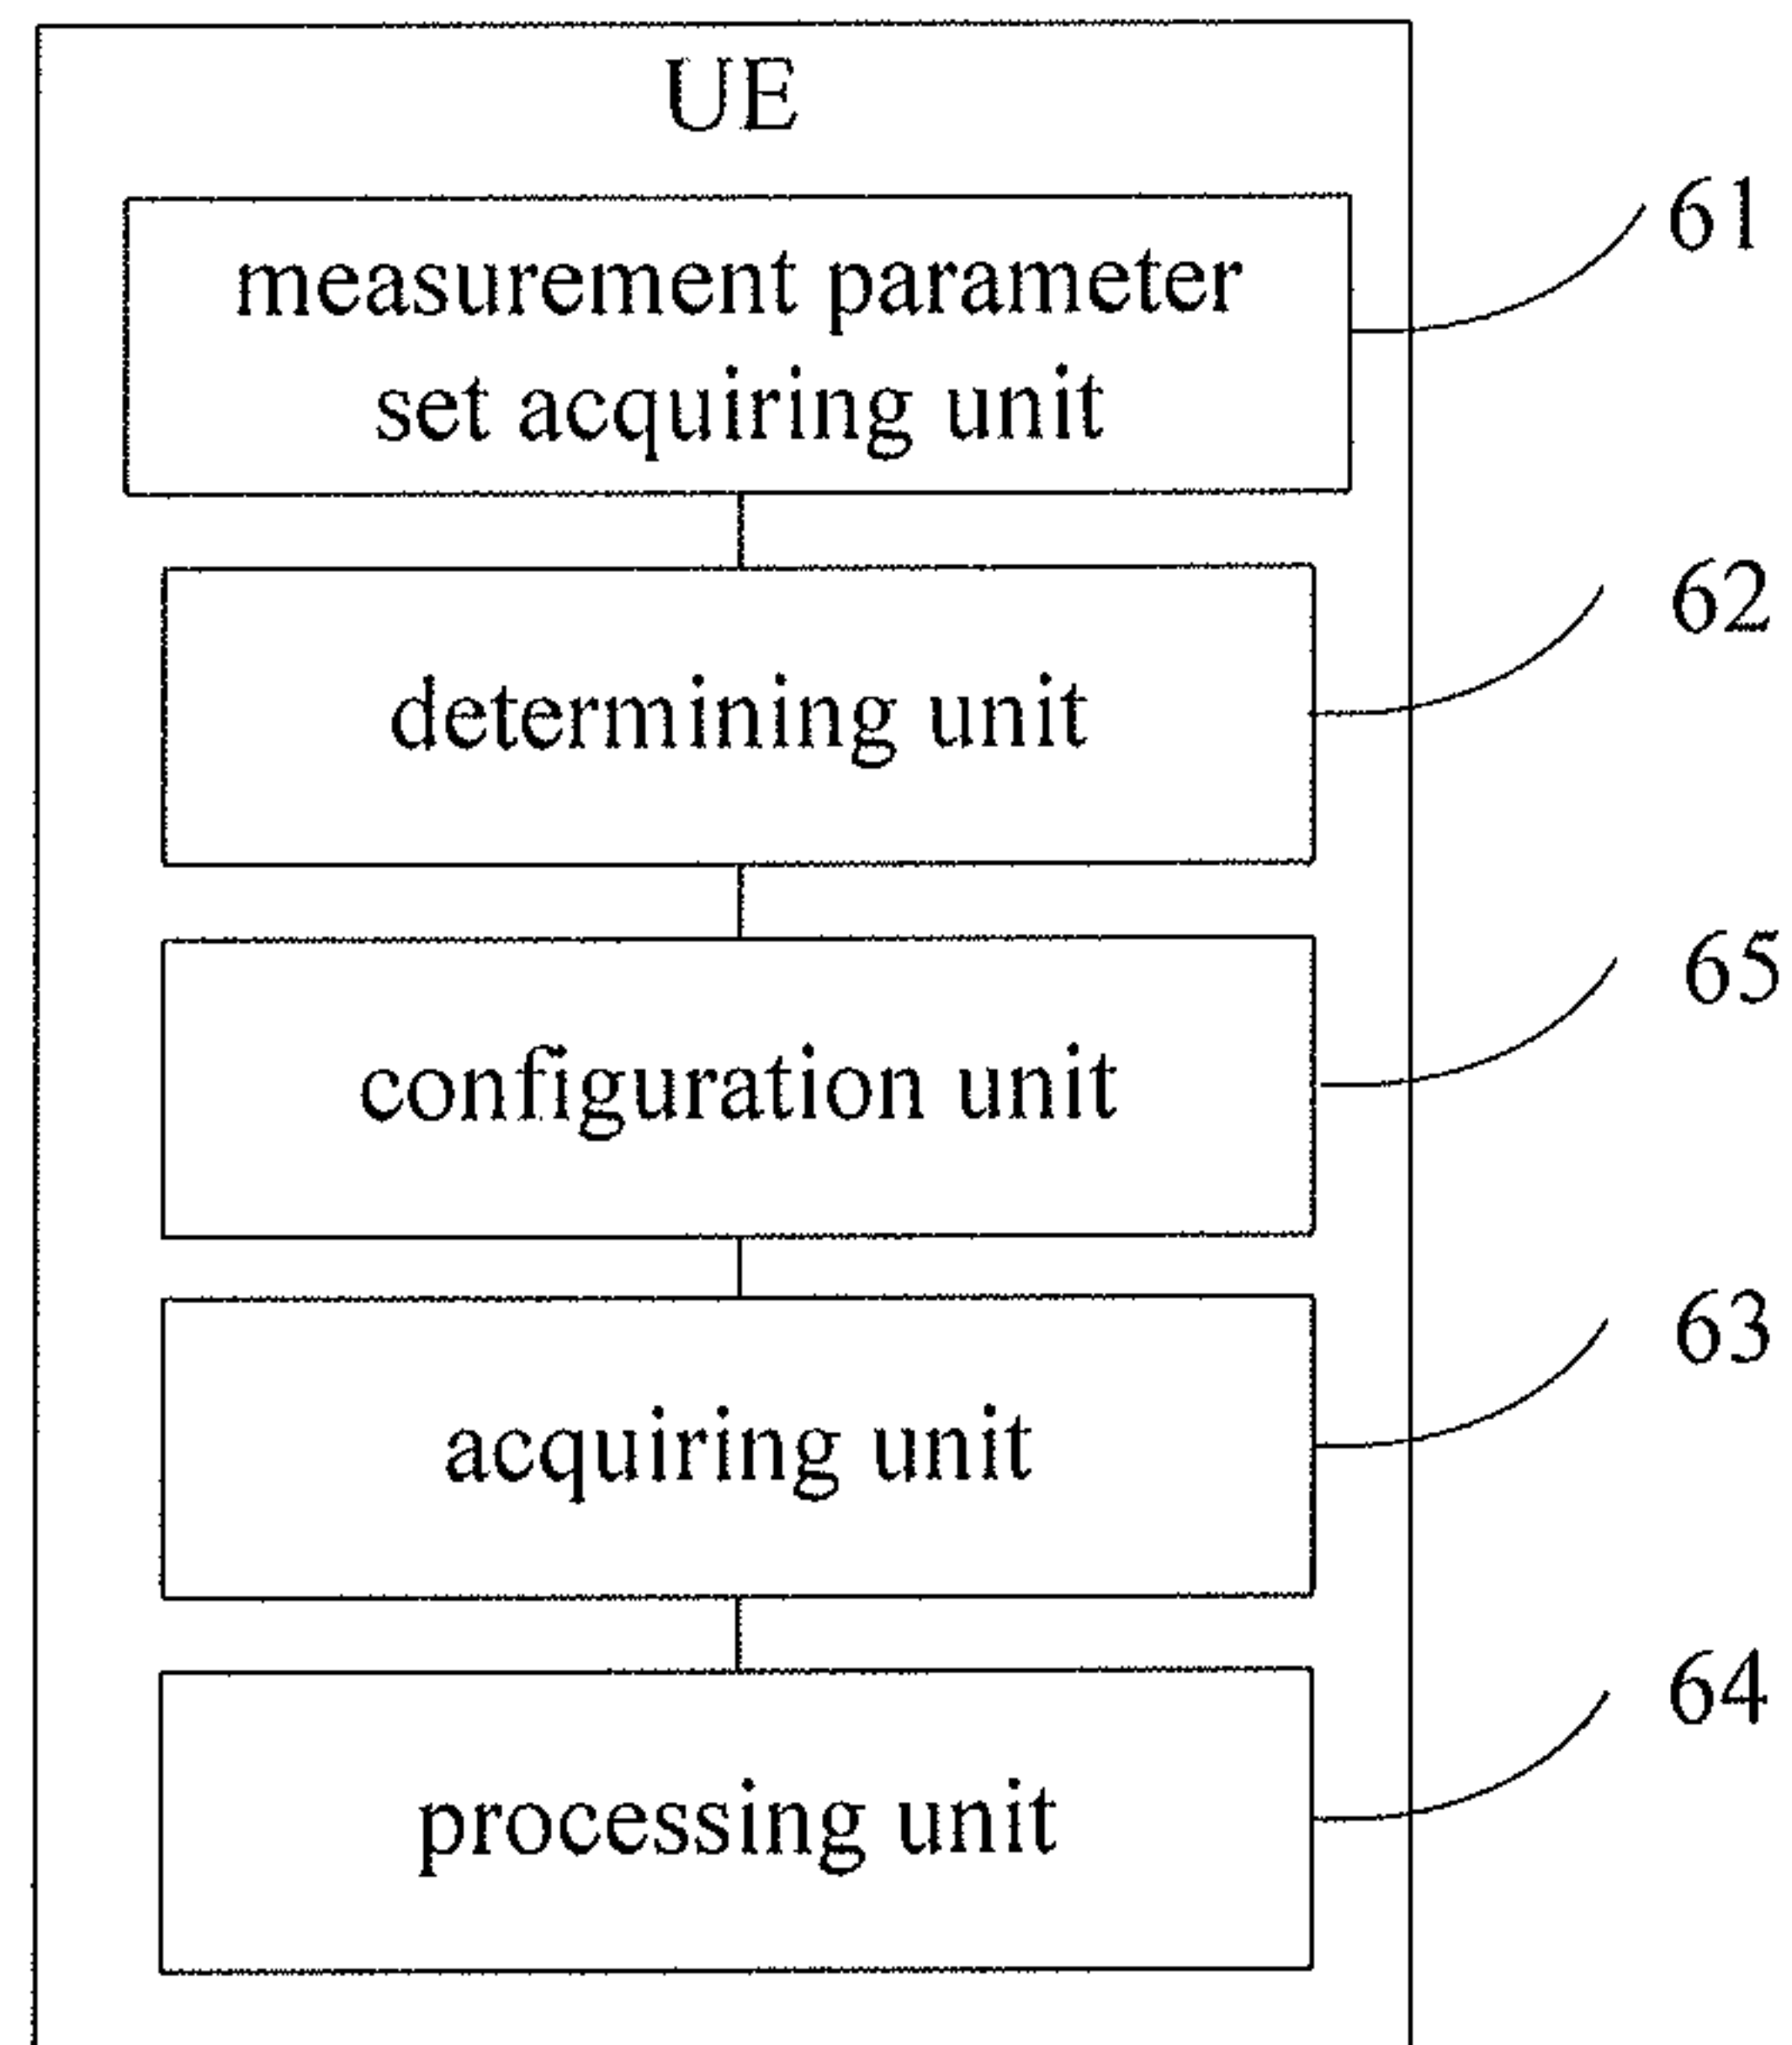 UE
measurement parameter
set acquiring unit
61
determining unit
62
configuration unit
65
acquiring unit
63
processing unit
64